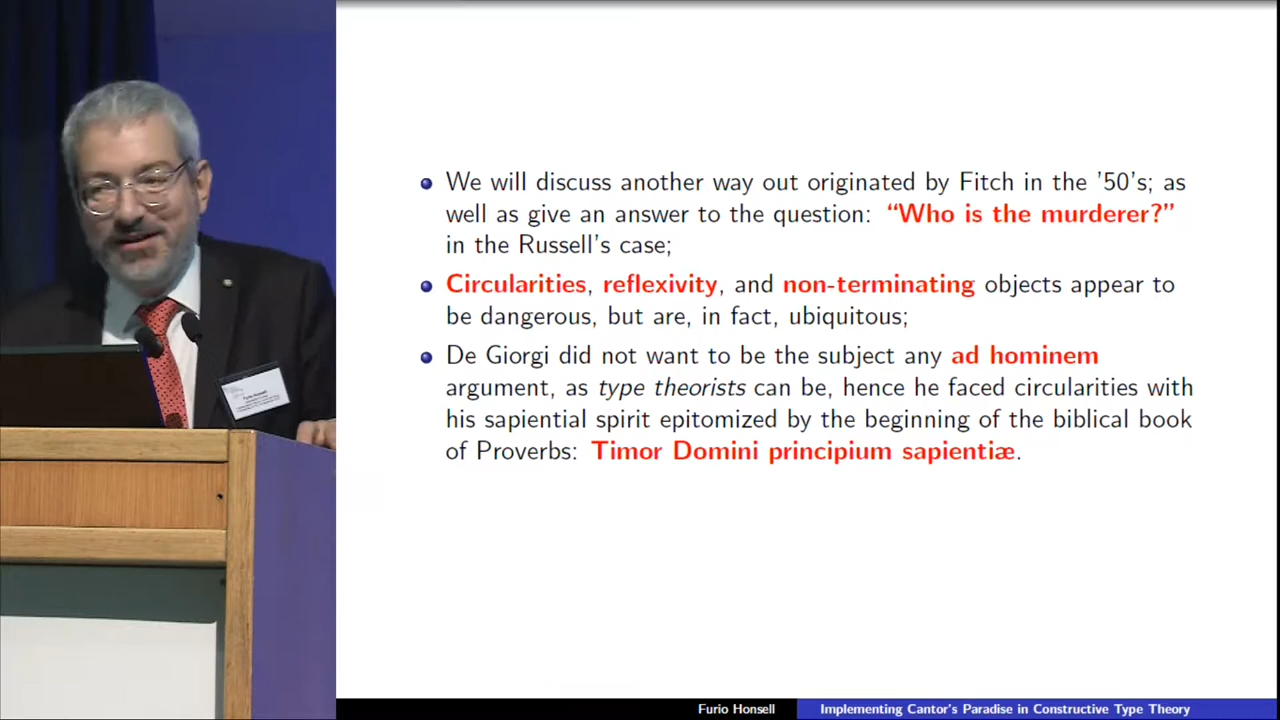 We will discuss another way out originated by Fitch in the ’50’s; as
well as give an answer to the question: “Who is the murderer?”
in the Russell’s case;
Circularities, reflexivity, and non-terminating objects appear to
be dangerous, but are, in fact, ubiquitous;
De Giorgi did not want to be the subject any ad hominem
argument, as type theorists can be, hence he faced circularities with
his sapiential spirit epitomized by the beginning of the biblical book
of Proverbs: Timor Domini principium sapientiæ.
Furio Honsell
Implementing Cantor's Paradise in Constructive Type Theory